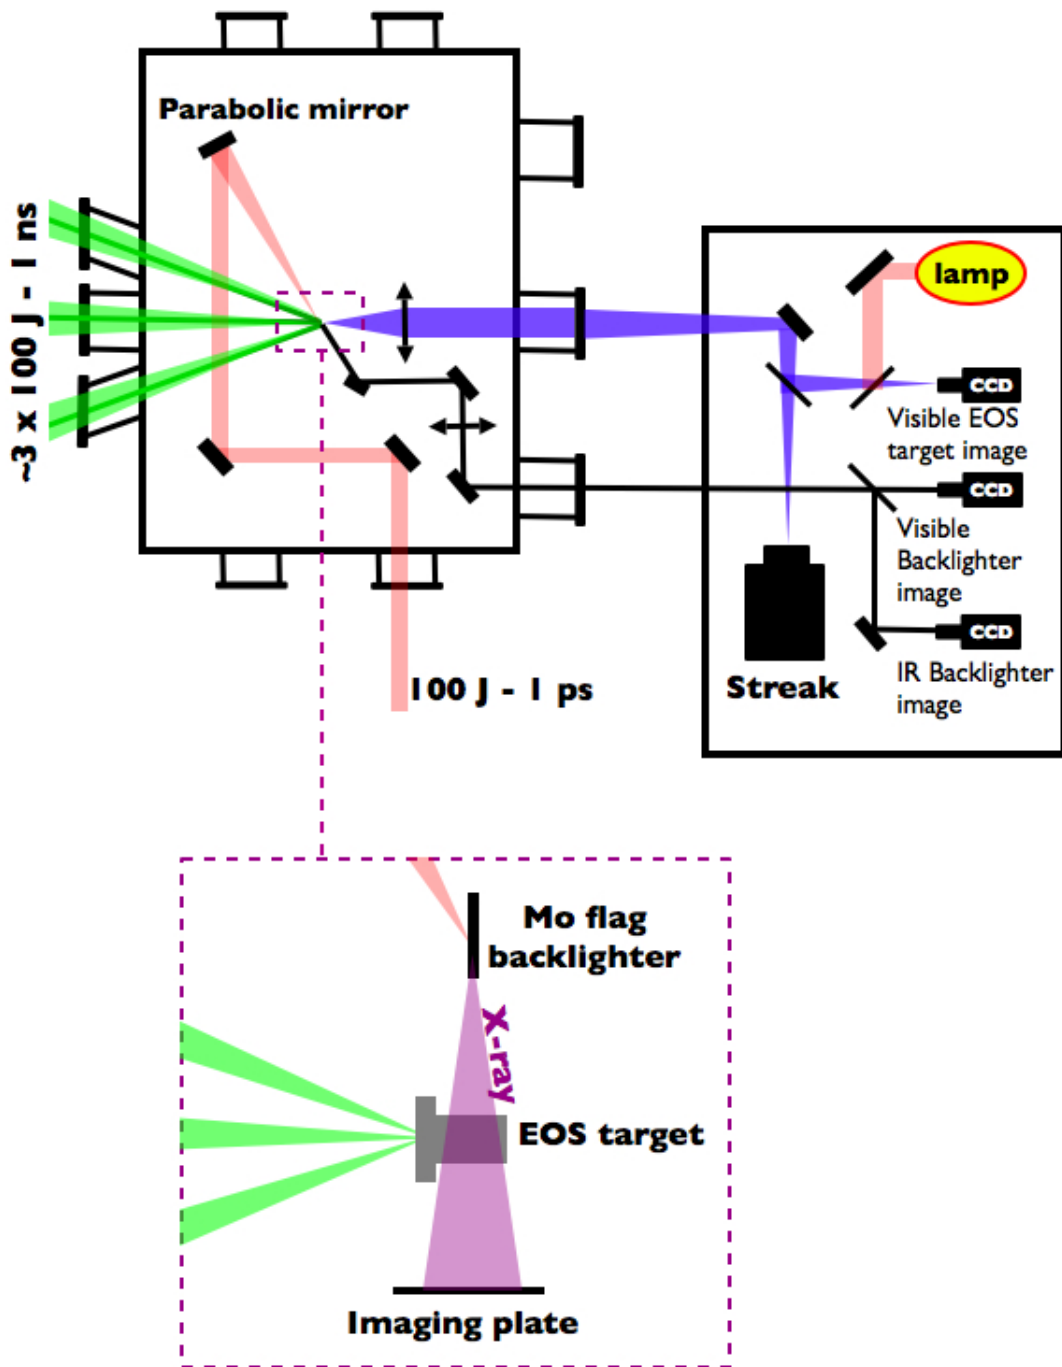 Parabolic mirror
~3 x 100 J - 1 ns
lamp
CCD
Visible EOS
target image
CCD
Visible
Backlighter
image
CCD
IR Backlighter
image
Streak
100 J - 1 ps
Mo flag
backlighter
X-ray
EOS target
Imaging plate